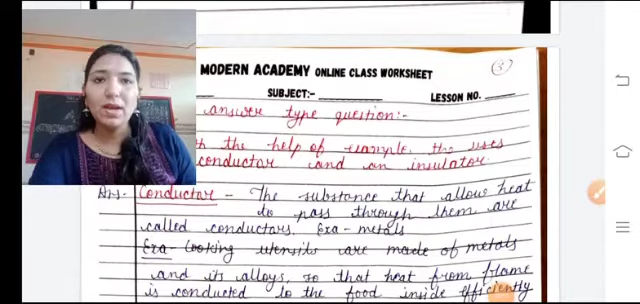 3
MODERN ACADEMY ONLINE CLASS WORKSHEET
SUBJECT:- LESSON NO.
answer type question:-
the help of example, the uses
conductor and an insulator
Ans. Conductor - The substance that allows heat
to pass through them are
called conductors. Exa - metals
Exa - Cooking utensils are made of metals
and its alloys, so that heat from flame
is conducted to the food inside efficiently